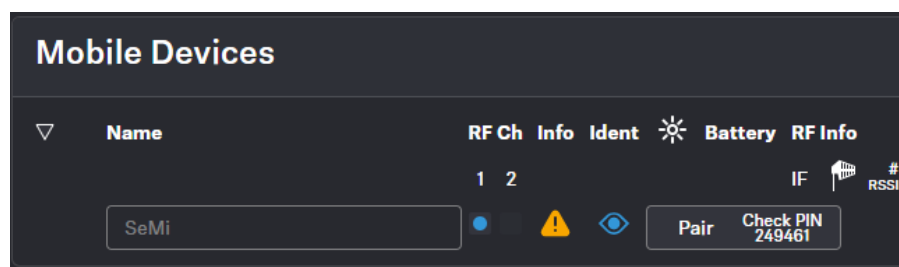 Mobile Devices
Name RF Ch Info Ident Battery RF Info
1 2 IF #
RSSI
SeMi Pair Check PIN
249461